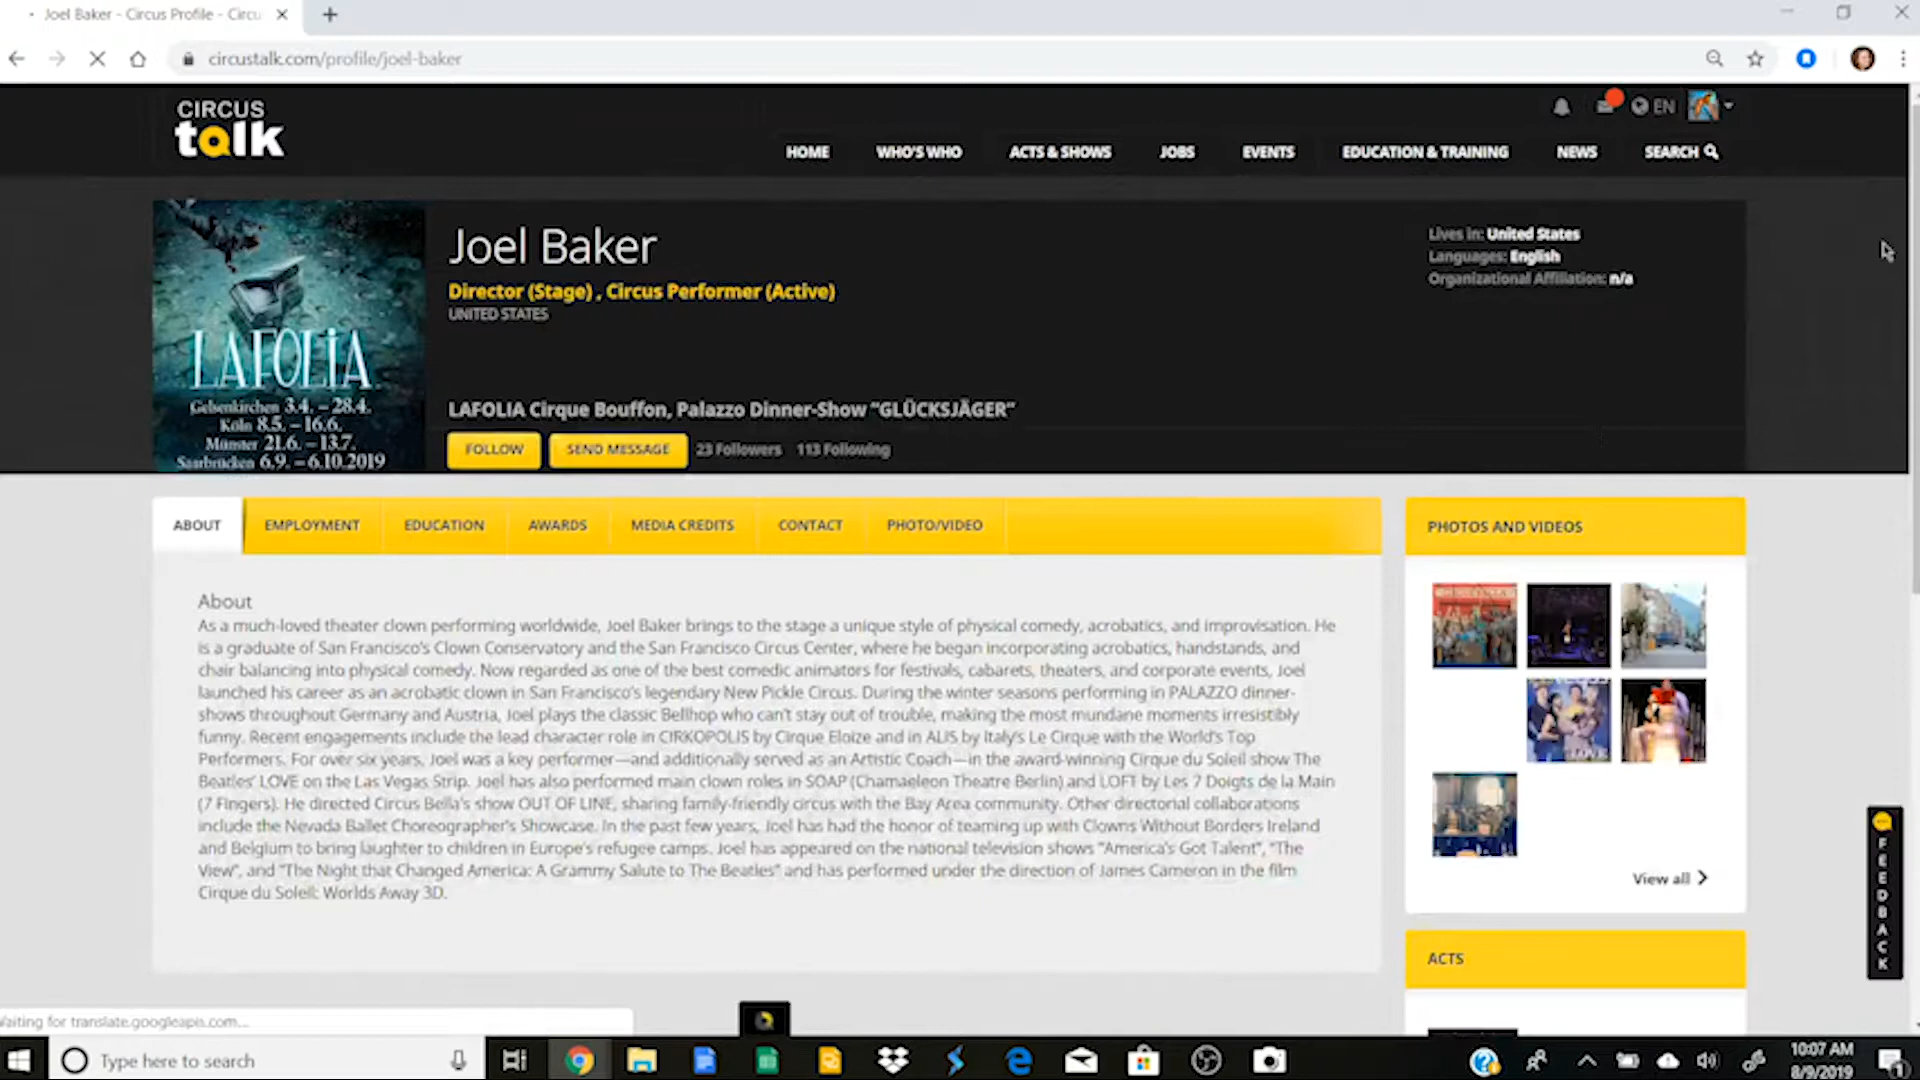 Joel Baker - Circus Profile - Circu
circustalk.com/profile/joel-baker
CIRCUS
talk
EN
HOME WHO'S WHO ACTS & SHOWS JOBS EVENTS EDUCATION & TRAINING NEWS SEARCH
LAFOLIA
Gelsenkirchen 3.4. – 28.4.
Köln 8.5. – 16.6.
Münster 21.6. – 13.7.
Saarbrücken 6.9. – 6.10.2019
Joel Baker
Director (Stage) , Circus Performer (Active)
UNITED STATES
LAFOLIA Cirque Bouffon, Palazzo Dinner-Show "GLÜCKSJÄGER"
FOLLOW SEND MESSAGE 23 Followers 113 Following
Lives in: United States
Languages: English
Organizational Affiliation: n/a
ABOUT EMPLOYMENT EDUCATION AWARDS MEDIA CREDITS CONTACT PHOTO/VIDEO
About
As a much-loved theater clown performing worldwide, Joel Baker brings to the stage a unique style of physical comedy, acrobatics, and improvisation. He
is a graduate of San Francisco's Clown Conservatory and the San Francisco Circus Center, where he began incorporating acrobatics, handstands, and
chair balancing into physical comedy. Now regarded as one of the best comedic animators for festivals, cabarets, theaters, and corporate events, Joel
launched his career as an acrobatic clown in San Francisco's legendary New Pickle Circus. During the winter seasons performing in PALAZZO dinner-
shows throughout Germany and Austria, Joel plays the classic Bellhop who can't stay out of trouble, making the most mundane moments irresistibly
funny. Recent engagements include the lead character role in CIRKOPOLIS by Cirque Eloize and in ALIS by Italy's Le Cirque with the World's Top
Performers. For over six years, Joel was a key performer—and additionally served as an Artistic Coach—in the award-winning Cirque du Soleil show The
Beatles' LOVE on the Las Vegas Strip. Joel has also performed main clown roles in SOAP (Chamaeleon Theatre Berlin) and LOFT by Les 7 Doigts de la Main
(7 Fingers). He directed Circus Bella's show OUT OF LINE, sharing family-friendly circus with the Bay Area community. Other directorial collaborations
include the Nevada Ballet Choreographer's Showcase. In the past few years, Joel has had the honor of teaming up with Clowns Without Borders Ireland
and Belgium to bring laughter to children in Europe's refugee camps. Joel has appeared on the national television shows "America's Got Talent", "The
View", and "The Night that Changed America: A Grammy Salute to The Beatles" and has performed under the direction of James Cameron in the film
Cirque du Soleil: Worlds Away 3D.
PHOTOS AND VIDEOS
LOVE
View all
ACTS
FEEDBACK
Waiting for translate.googleapis.com...
Type here to search
10:07 AM
8/9/2019
1